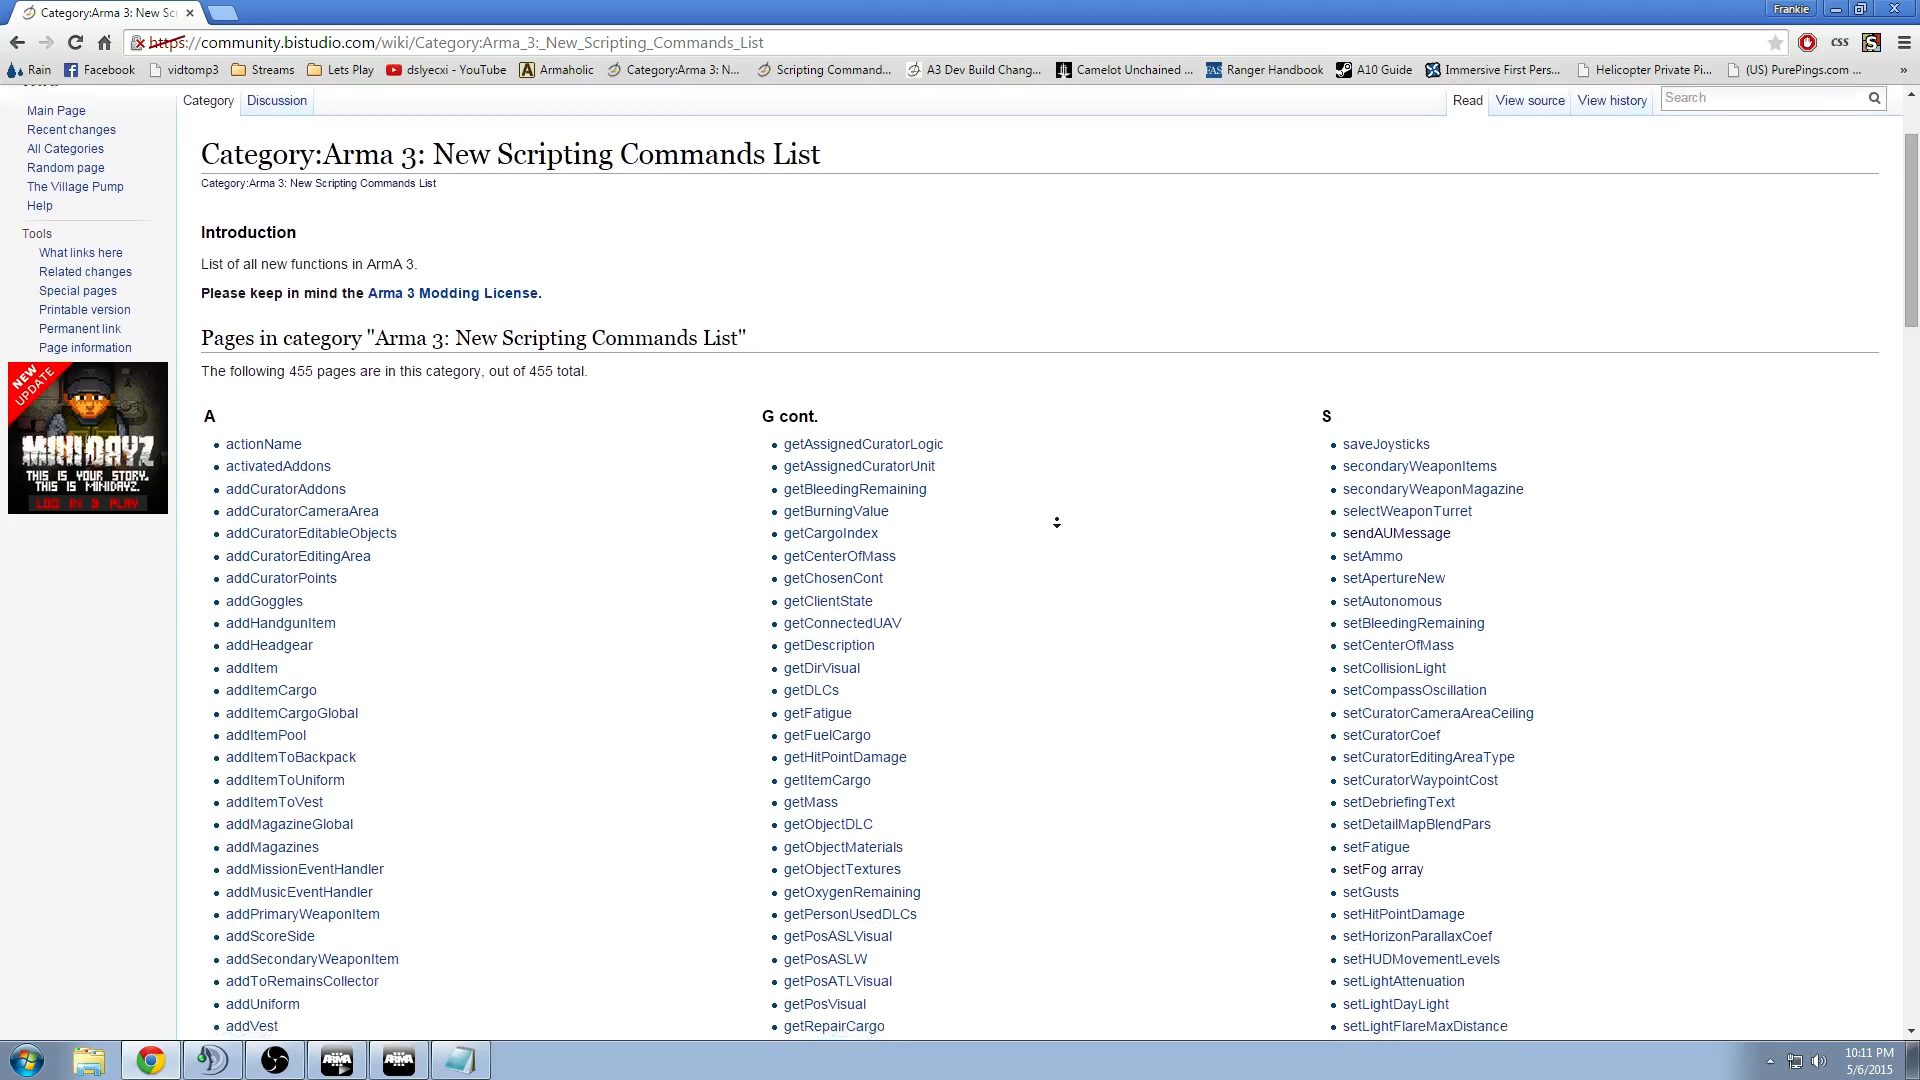 Category:Arma 3: New Sc
Frankie
https://community.bistudio.com/wiki/Category:Arma_3:_New_Scripting_Commands_List
css
Rain
Facebook
vidtomp3
Streams
Lets Play
dslyecxi - YouTube
Armaholic
Category:Arma 3: N...
Scripting Command...
A3 Dev Build Chang...
Camelot Unchained ...
Ranger Handbook
A10 Guide
Immersive First Pers...
Helicopter Private Pi...
(US) PurePings.com ...
»
Category
Discussion
Read
View source
View history
Search
Main Page
Recent changes
All Categories
Random page
The Village Pump
Help
Tools
What links here
Related changes
Special pages
Printable version
Permanent link
Page information
NEW
UPDATE
MINIDAYZ
THIS IS YOUR STORY.
THIS IS MINIDAYZ.
LOG IN & PLAY
Category:Arma 3: New Scripting Commands List
Category:Arma 3: New Scripting Commands List
Introduction
List of all new functions in ArmA 3.
Please keep in mind the Arma 3 Modding License.
Pages in category "Arma 3: New Scripting Commands List"
The following 455 pages are in this category, out of 455 total.
A
actionName
activatedAddons
addCuratorAddons
addCuratorCameraArea
addCuratorEditableObjects
addCuratorEditingArea
addCuratorPoints
addGoggles
addHandgunItem
addHeadgear
addItem
addItemCargo
addItemCargoGlobal
addItemPool
addItemToBackpack
addItemToUniform
addItemToVest
addMagazineGlobal
addMagazines
addMissionEventHandler
addMusicEventHandler
addPrimaryWeaponItem
addScoreSide
addSecondaryWeaponItem
addToRemainsCollector
addUniform
addVest
G cont.
getAssignedCuratorLogic
getAssignedCuratorUnit
getBleedingRemaining
getBurningValue
getCargoIndex
getCenterOfMass
getChosenCont
getClientState
getConnectedUAV
getDescription
getDirVisual
getDLCs
getFatigue
getFuelCargo
getHitPointDamage
getItemCargo
getMass
getObjectDLC
getObjectMaterials
getObjectTextures
getOxygenRemaining
getPersonUsedDLCs
getPosASLVisual
getPosASLW
getPosATLVisual
getPosVisual
getRepairCargo
S
saveJoysticks
secondaryWeaponItems
secondaryWeaponMagazine
selectWeaponTurret
sendAUMessage
setAmmo
setApertureNew
setAutonomous
setBleedingRemaining
setCenterOfMass
setCollisionLight
setCompassOscillation
setCuratorCameraAreaCeiling
setCuratorCoef
setCuratorEditingAreaType
setCuratorWaypointCost
setDebriefingText
setDetailMapBlendPars
setFatigue
setFog array
setGusts
setHitPointDamage
setHorizonParallaxCoef
setHUDMovementLevels
setLightAttenuation
setLightDayLight
setLightFlareMaxDistance
ARMA
ARMA
10:11 PM
5/6/2015